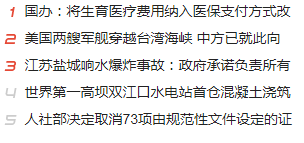 1 国办：将生育医疗费用纳入医保支付方式改
2 美国两艘军舰穿越台湾海峡 中方已就此向
3 江苏盐城响水爆炸事故：政府承诺负责所有
4 世界第一高坝双江口水电站首仓混凝土浇筑
5 人社部决定取消73项由规范性文件设定的证